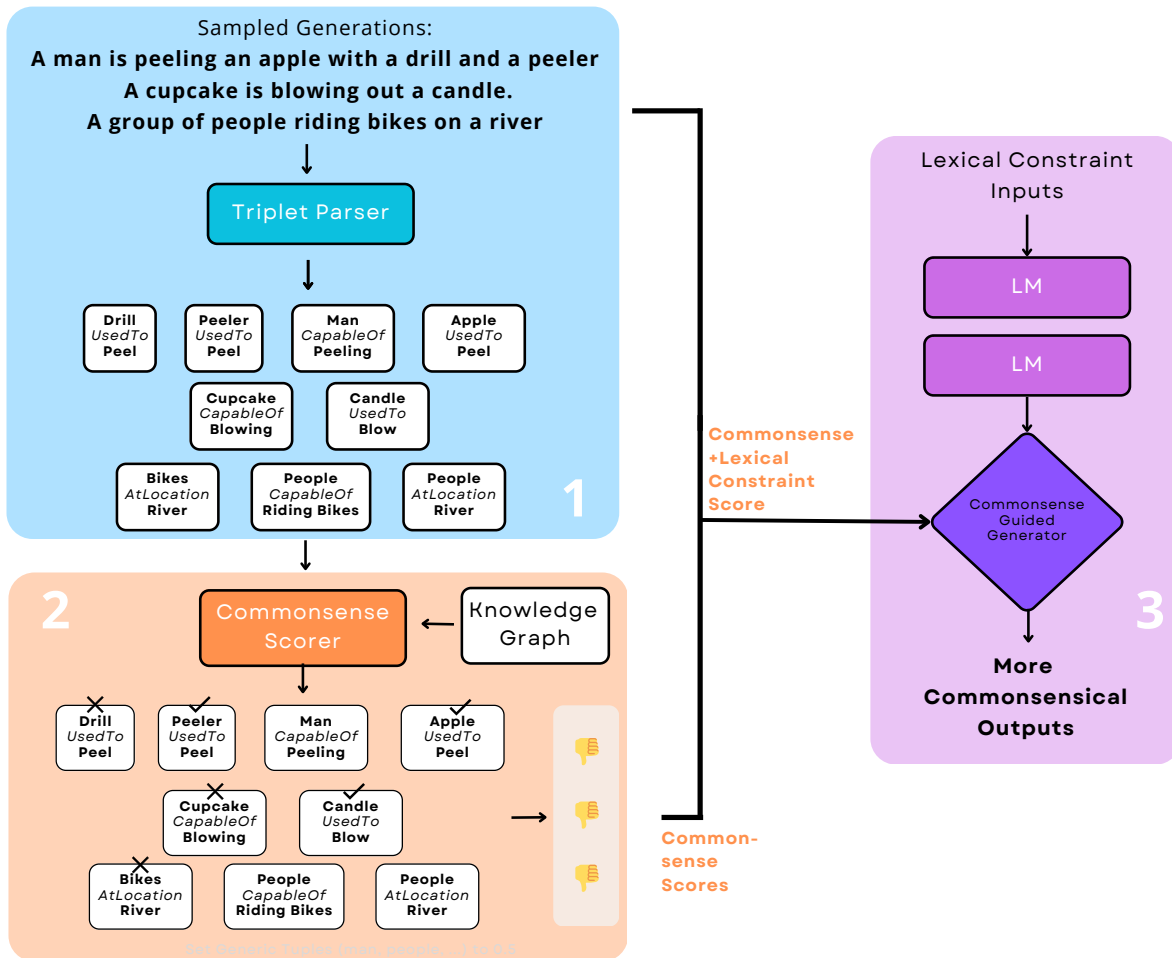 Sampled Generations:
A man is peeling an apple with a drill and a peeler
A cupcake is blowing out a candle.
A group of people riding bikes on a river
Triplet Parser
Drill
UsedTo
Peel
Peeler
UsedTo
Peel
Man
CapableOf
Peeling
Apple
UsedTo
Peel
Cupcake
CapableOf
Blowing
Candle
UsedTo
Blow
Bikes
AtLocation
River
People
CapableOf
Riding Bikes
People
AtLocation
River
1
2
Commonsense
Scorer
Knowledge
Graph
Drill
UsedTo
Peel
Peeler
UsedTo
Peel
Man
CapableOf
Peeling
Apple
UsedTo
Peel
Cupcake
CapableOf
Blowing
Candle
UsedTo
Blow
Bikes
AtLocation
River
People
CapableOf
Riding Bikes
People
AtLocation
River
Commonsense
+Lexical
Constraint
Score
Common-
sense
Scores
Lexical Constraint
Inputs
LM
LM
Commonsense
Guided
Generator
3
More
Commonsensical
Outputs